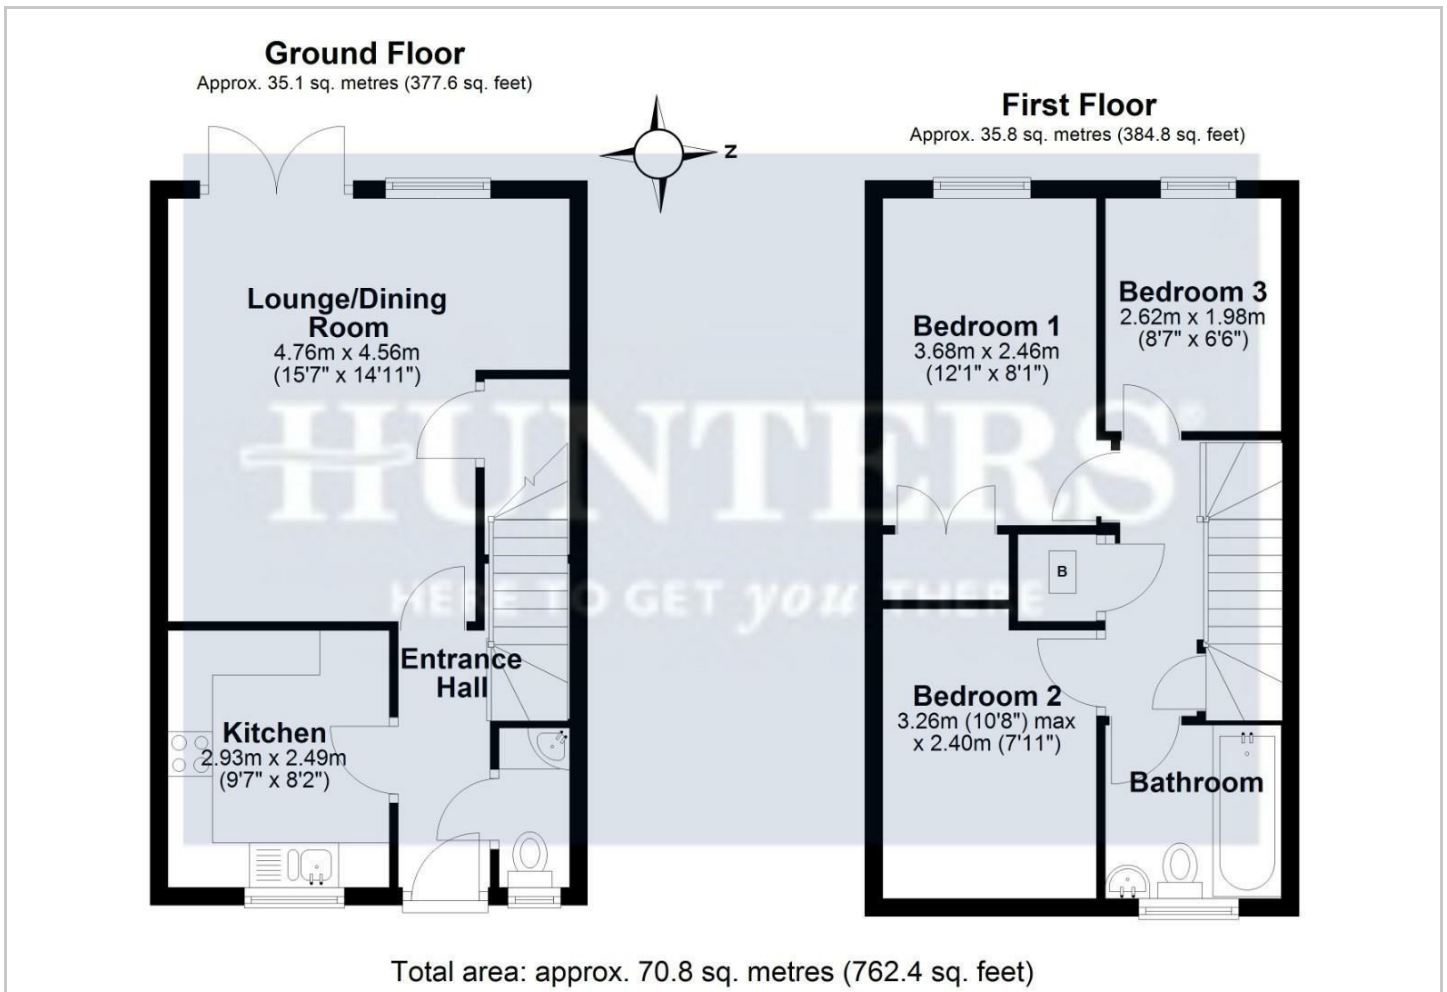 Ground Floor
Approx. 35.1 sq. metres (377.6 sq. feet)
First Floor
Approx. 35.8 sq. metres (384.8 sq. feet)
Z
Lounge/Dining
Room
4.76m x 4.56m
(15'7" x 14'11")
Bedroom 1
3.68m x 2.46m
(12'1" x 8'1")
Bedroom 3
2.62m x 1.98m
(8'7" x 6'6")
HUNTERS®
HERE TO GET you THERE
B
Entrance
Hall
Kitchen
2.93m x 2.49m
(9'7" x 8'2")
Bedroom 2
3.26m (10'8") max
x 2.40m (7'11")
Bathroom
Total area: approx. 70.8 sq. metres (762.4 sq. feet)